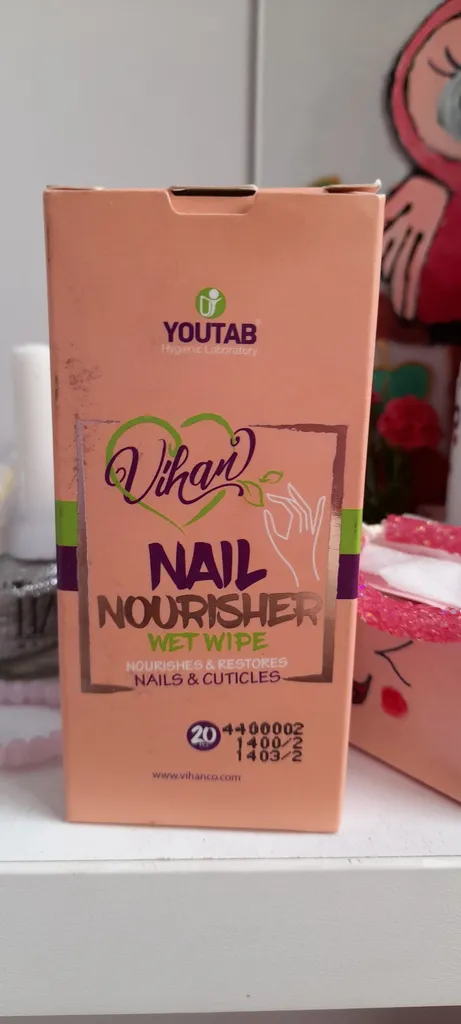 YOUTAB
Hygienic Laboratory
Vihan
NAIL
NOURISHER
WET WIPE
NOURISHES & RESTORES
NAILS & CUTICLES
20
4400002
1400/2
1403/2
www.vihanco.com